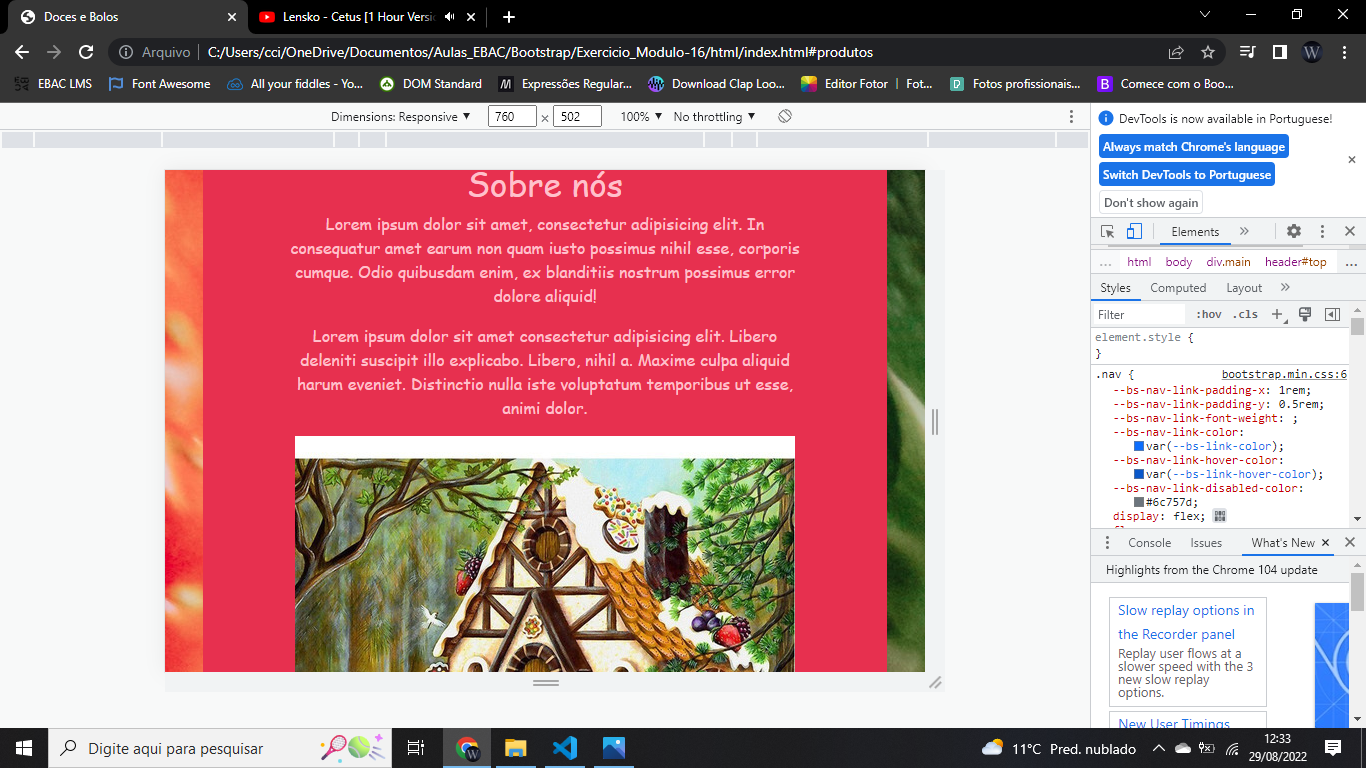 Doces e Bolos
Lensko - Cetus [1 Hour Versi
Arquivo
C:/Users/cci/OneDrive/Documentos/Aulas_EBAC/Bootstrap/Exercicio_Modulo-16/html/index.html#produtos
EBAC LMS
Font Awesome
All your fiddles - Yo...
DOM Standard
Expressões Regular...
Download Clap Loo...
Editor Fotor | Fot...
Fotos profissionais...
Comece com o Boo...
Dimensions: Responsive ▼ 760 × 502 100% ▼ No throttling ▼
Sobre nós
Lorem ipsum dolor sit amet, consectetur adipisicing elit. In
consequatur amet earum non quam iusto possimus nihil esse, corporis
cumque. Odio quibusdam enim, ex blanditiis nostrum possimus error
dolore aliquid!
Lorem ipsum dolor sit amet consectetur adipisicing elit. Libero
deleniti suscipit illo explicabo. Libero, nihil a. Maxime culpa aliquid
harum eveniet. Distinctio nulla iste voluptatum temporibus ut esse,
animi dolor.
DevTools is now available in Portuguese!
Always match Chrome's language
Switch DevTools to Portuguese
Don't show again
Elements
... html body div.main header#top ...
Styles Computed Layout
Filter :hov .cls
element.style {
}
.nav { bootstrap.min.css:6
--bs-nav-link-padding-x: 1rem;
--bs-nav-link-padding-y: 0.5rem;
--bs-nav-link-font-weight: ;
--bs-nav-link-color:
var(--bs-link-color);
--bs-nav-link-hover-color:
var(--bs-link-hover-color);
--bs-nav-link-disabled-color:
#6c757d;
display: flex;
Console Issues What's New
Highlights from the Chrome 104 update
Slow replay options in
the Recorder panel
Replay user flows at a
slower speed with the 3
new slow replay
options.
New User Timings
Digite aqui para pesquisar
11°C Pred. nublado
12:33
29/08/2022